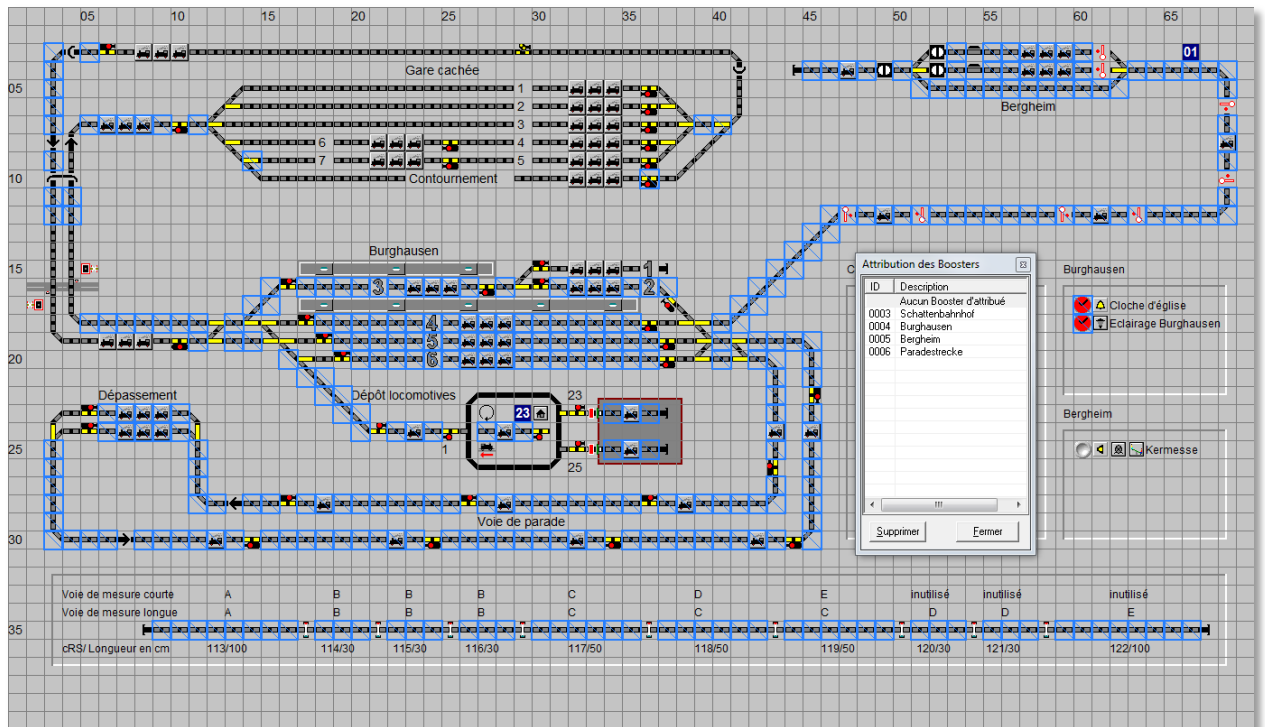 05 10 15 20 25 30 35 40 45 50 55 60 65
01
Gare cachée
05
1
2
Bergheim
3
6 4
7 5
10
Contournement
Burghausen
15
1
3 2
4
5
20
6
Attribution des Boosters
ID Description
Aucun Booster d'attribué
0003 Schattenbahnhof
0004 Burghausen
0005 Bergheim
0006 Paradestrecke
Supprimer Fermer
C
Burghausen
Cloche d'église
Eclairage Burghausen
Bergheim
Kermesse
Dépassement
Dépôt locomotives
23
23
1
25
25
Voie de parade
30
Voie de mesure courte A B B B C D E inutilisé inutilisé inutilisé
Voie de mesure longue A B B B C C C D D E
35
cRS/ Longueur en cm 113/100 114/30 115/30 116/30 117/50 118/50 119/50 120/30 121/30 122/100